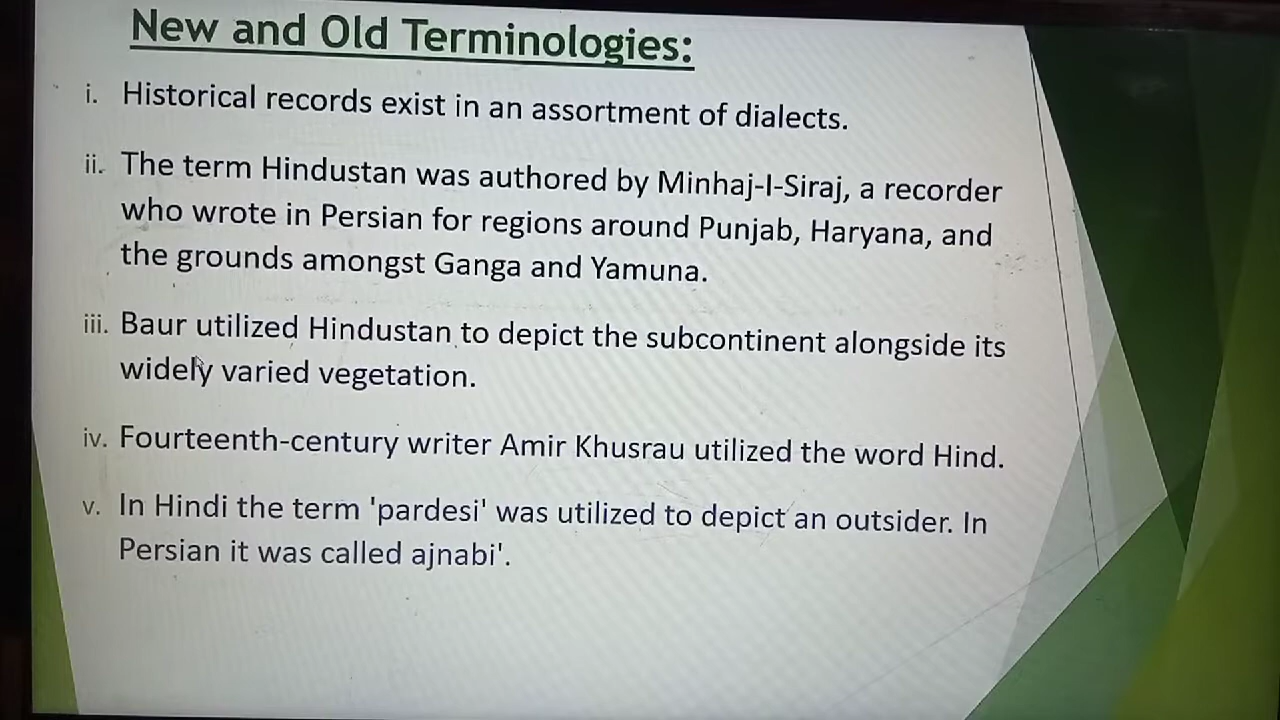 New and Old Terminologies:
i. Historical records exist in an assortment of dialects.
ii. The term Hindustan was authored by Minhaj-I-Siraj, a recorder
who wrote in Persian for regions around Punjab, Haryana, and
the grounds amongst Ganga and Yamuna.
iii. Baur utilized Hindustan to depict the subcontinent alongside its
widely varied vegetation.
iv. Fourteenth-century writer Amir Khusrau utilized the word Hind.
v. In Hindi the term 'pardesi' was utilized to depict an outsider. In
Persian it was called ajnabi'.